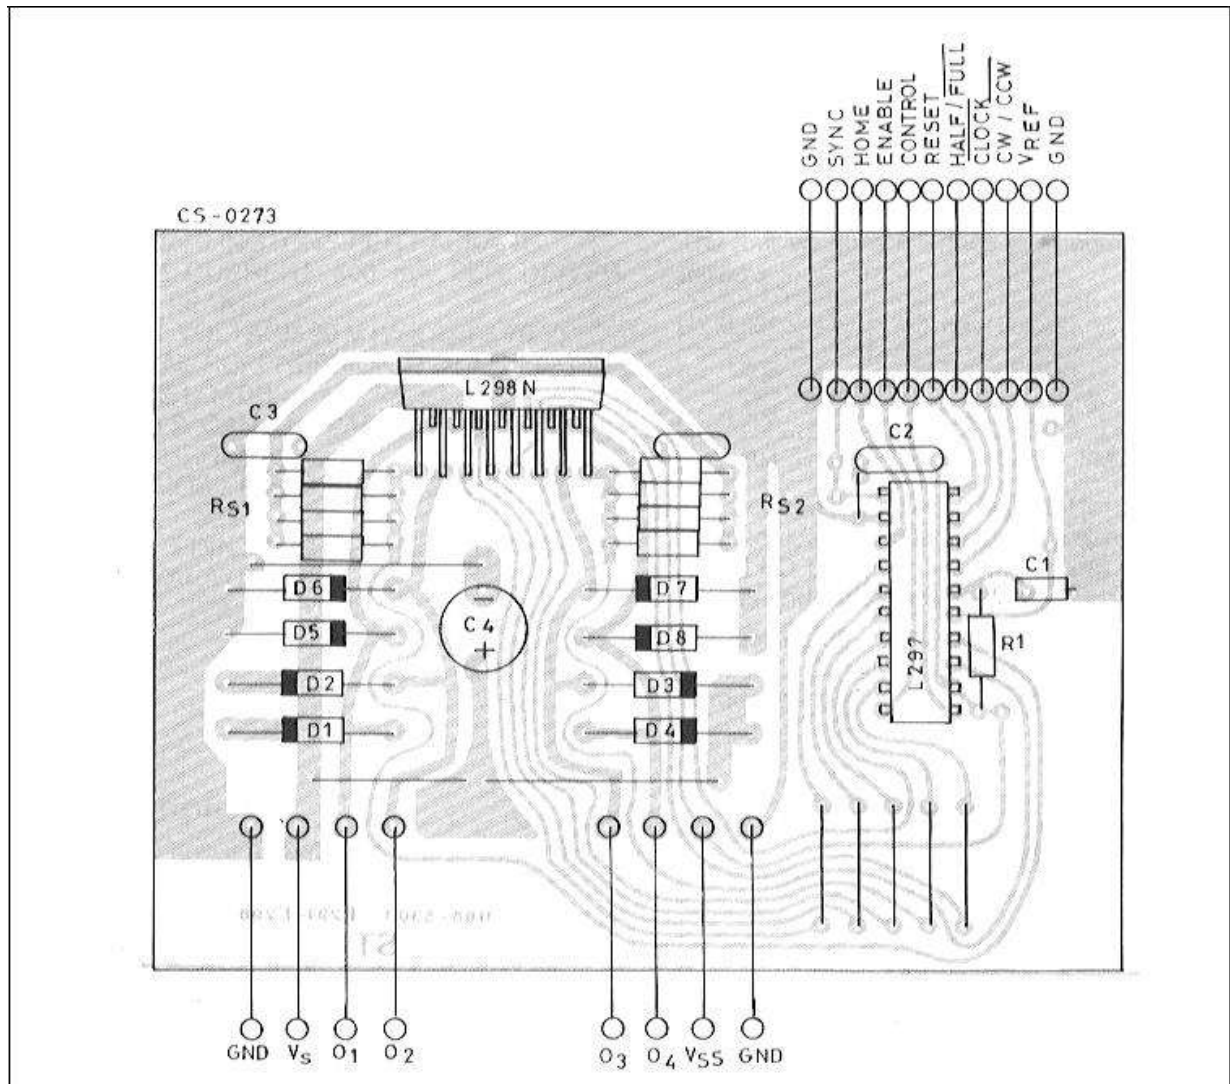 GND
SYNC
HOME
ENABLE
CONTROL
RESET
HALF / FULL
CLOCK
CW / CCW
VREF
GND
CS-0273
L298N
C3
C2
RS1
RS2
C1
D6
D7
C4
D5
D8
R1
L297
D2
D3
D1
D4
GND
VS
O1
O2
O3
O4
VSS
GND